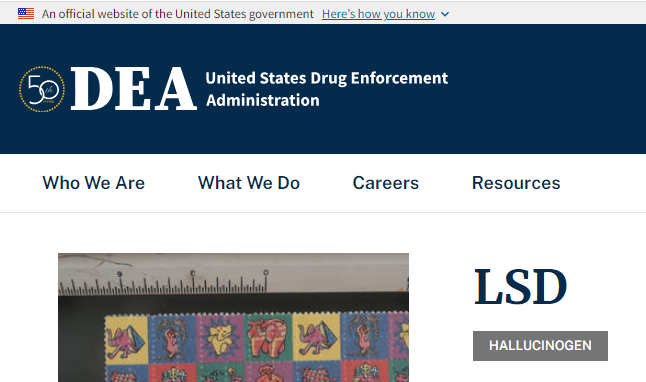 An official website of the United States government Here's how you know
50th
DEA
United States Drug Enforcement
Administration
Who We Are
What We Do
Careers
Resources
LSD
HALLUCINOGEN